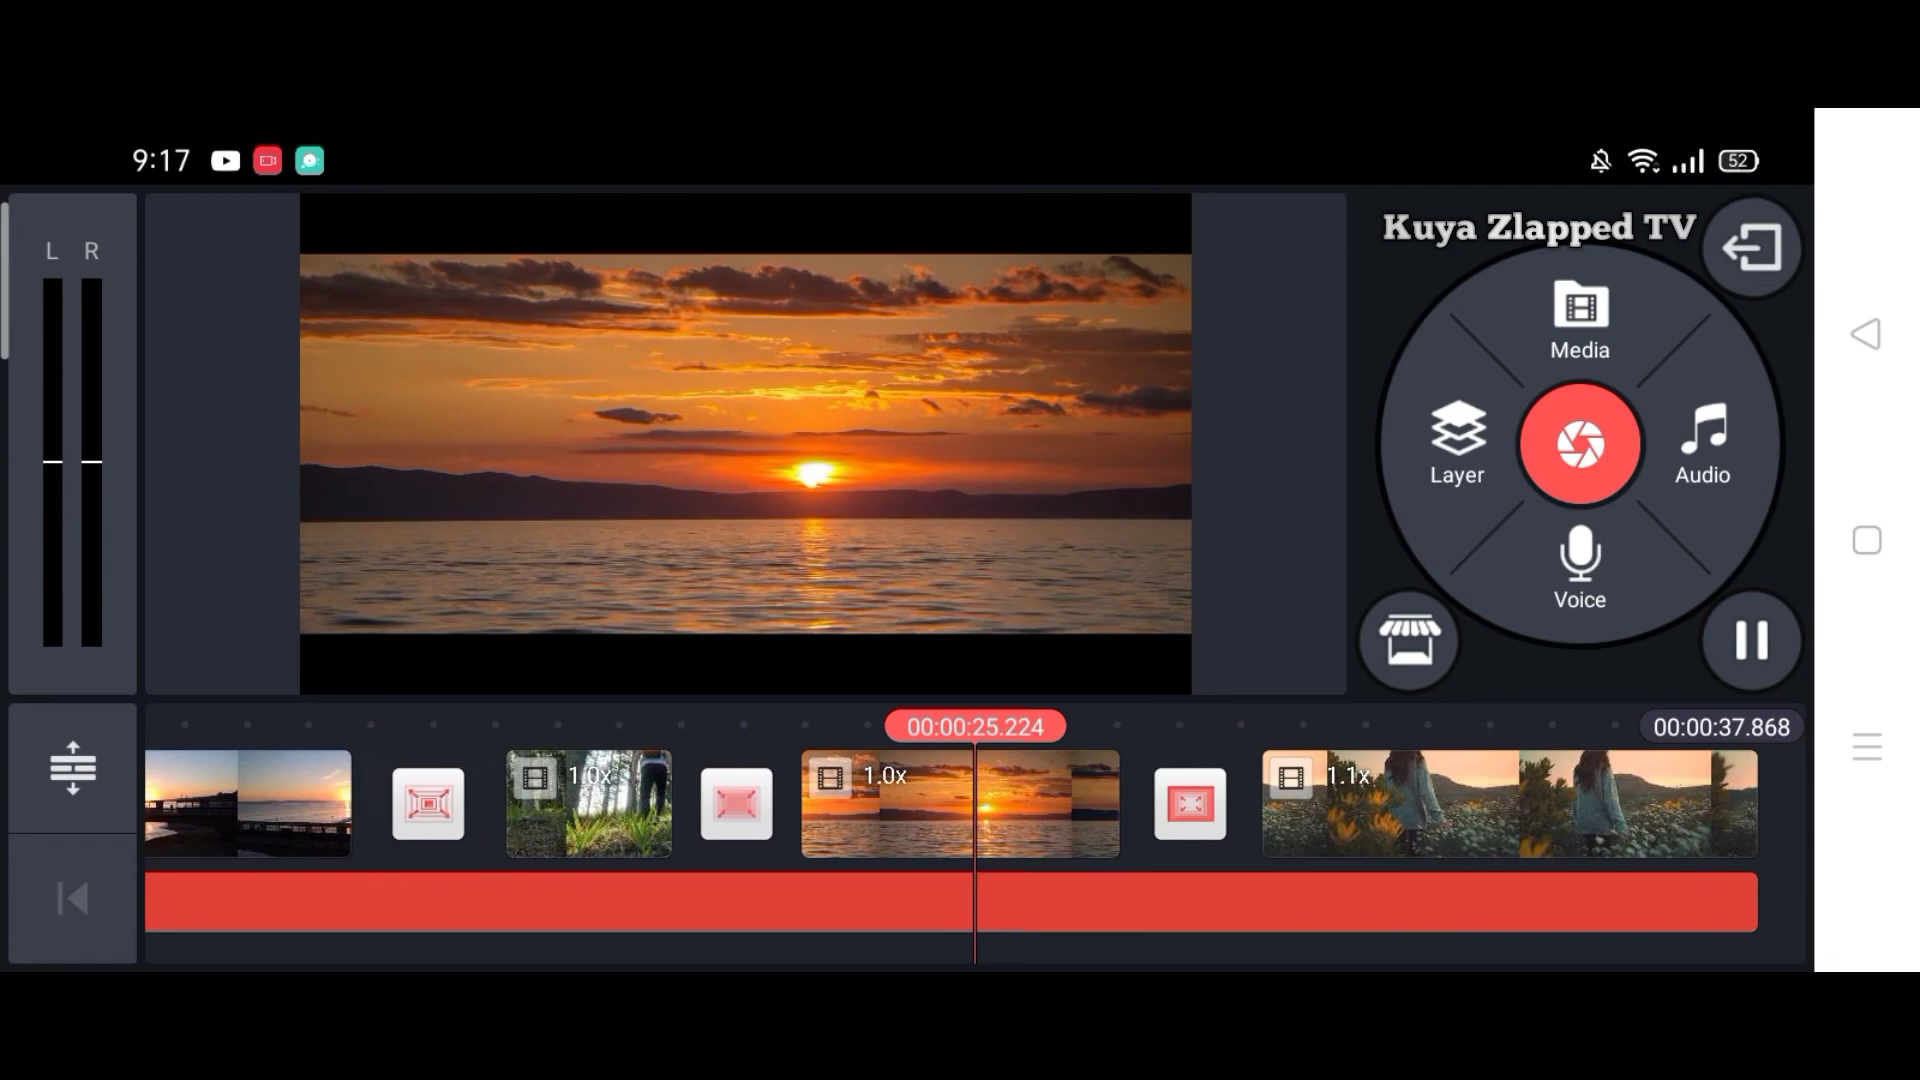 9:17
52
Kuya Zlapped TV
L R
Media
Layer
Audio
Voice
00:00:25.224
00:00:37.868
1.0x
1.0x
1.1x